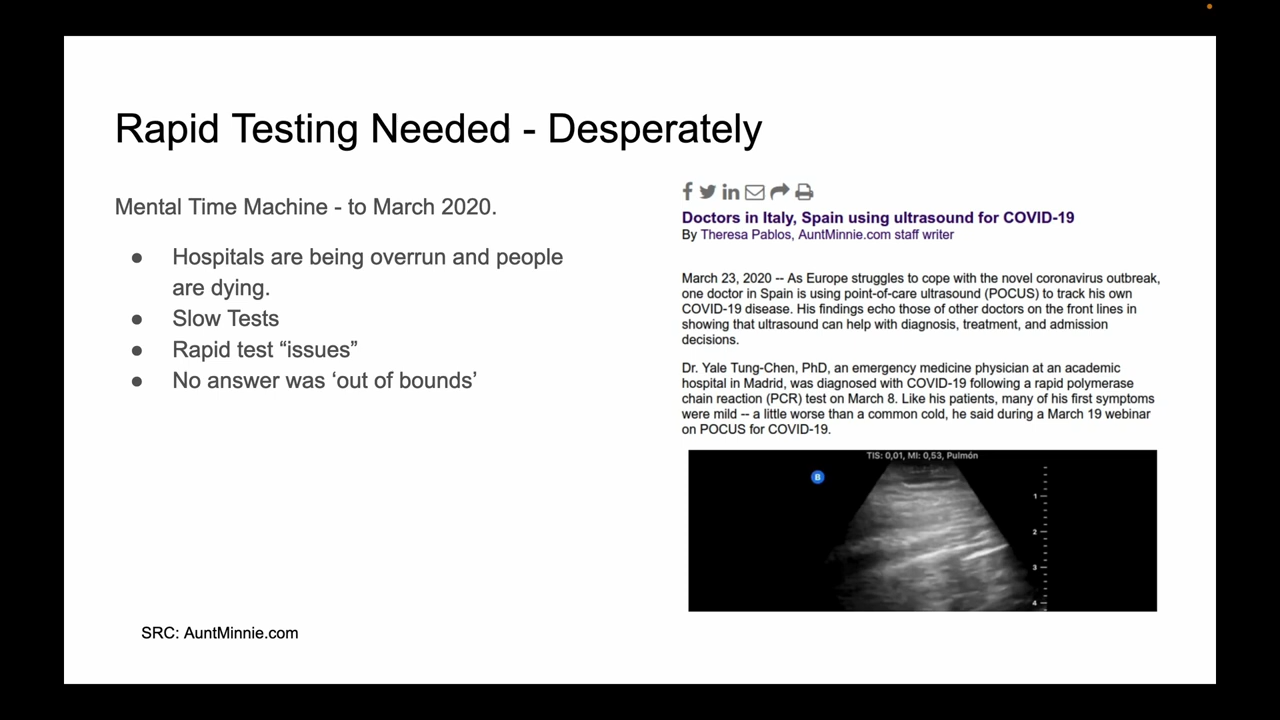 Rapid Testing Needed - Desperately
Mental Time Machine - to March 2020.
● Hospitals are being overrun and people
are dying.
● Slow Tests
● Rapid test “issues”
● No answer was ‘out of bounds’
SRC: AuntMinnie.com
Doctors in Italy, Spain using ultrasound for COVID-19
By Theresa Pablos, AuntMinnie.com staff writer
March 23, 2020 -- As Europe struggles to cope with the novel coronavirus outbreak,
one doctor in Spain is using point-of-care ultrasound (POCUS) to track his own
COVID-19 disease. His findings echo those of other doctors on the front lines in
showing that ultrasound can help with diagnosis, treatment, and admission
decisions.
Dr. Yale Tung-Chen, PhD, an emergency medicine physician at an academic
hospital in Madrid, was diagnosed with COVID-19 following a rapid polymerase
chain reaction (PCR) test on March 8. Like his patients, many of his first symptoms
were mild -- a little worse than a common cold, he said during a March 19 webinar
on POCUS for COVID-19.
TIS: 0,01, MI: 0,53, Pulmón
B
1
2
3
4